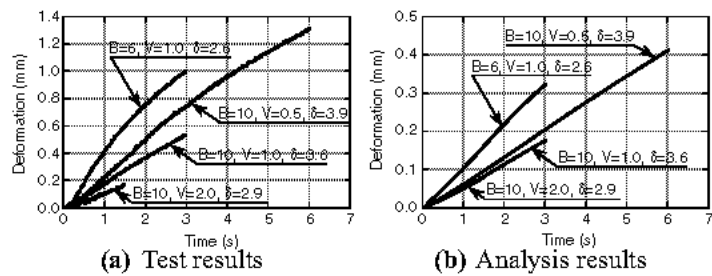 1.4
1.2
1.0
0.8
0.6
0.4
0.2
0.0
Deformation (mm)
B=6, V=1.0, δ=2.6
B=10, V=0.5, δ=3.9
B=10, V=1.0, δ=3.6
B=10, V=2.0, δ=2.9
0 1 2 3 4 5 6 7
Time (s)
(a) Test results
0.5
0.4
0.3
0.2
0.1
0.0
Deformation (mm)
B=10, V=0.5, δ=3.9
B=6, V=1.0, δ=2.6
B=10, V=1.0, δ=3.6
B=10, V=2.0, δ=2.9
0 1 2 3 4 5 6 7
Time (s)
(b) Analysis results